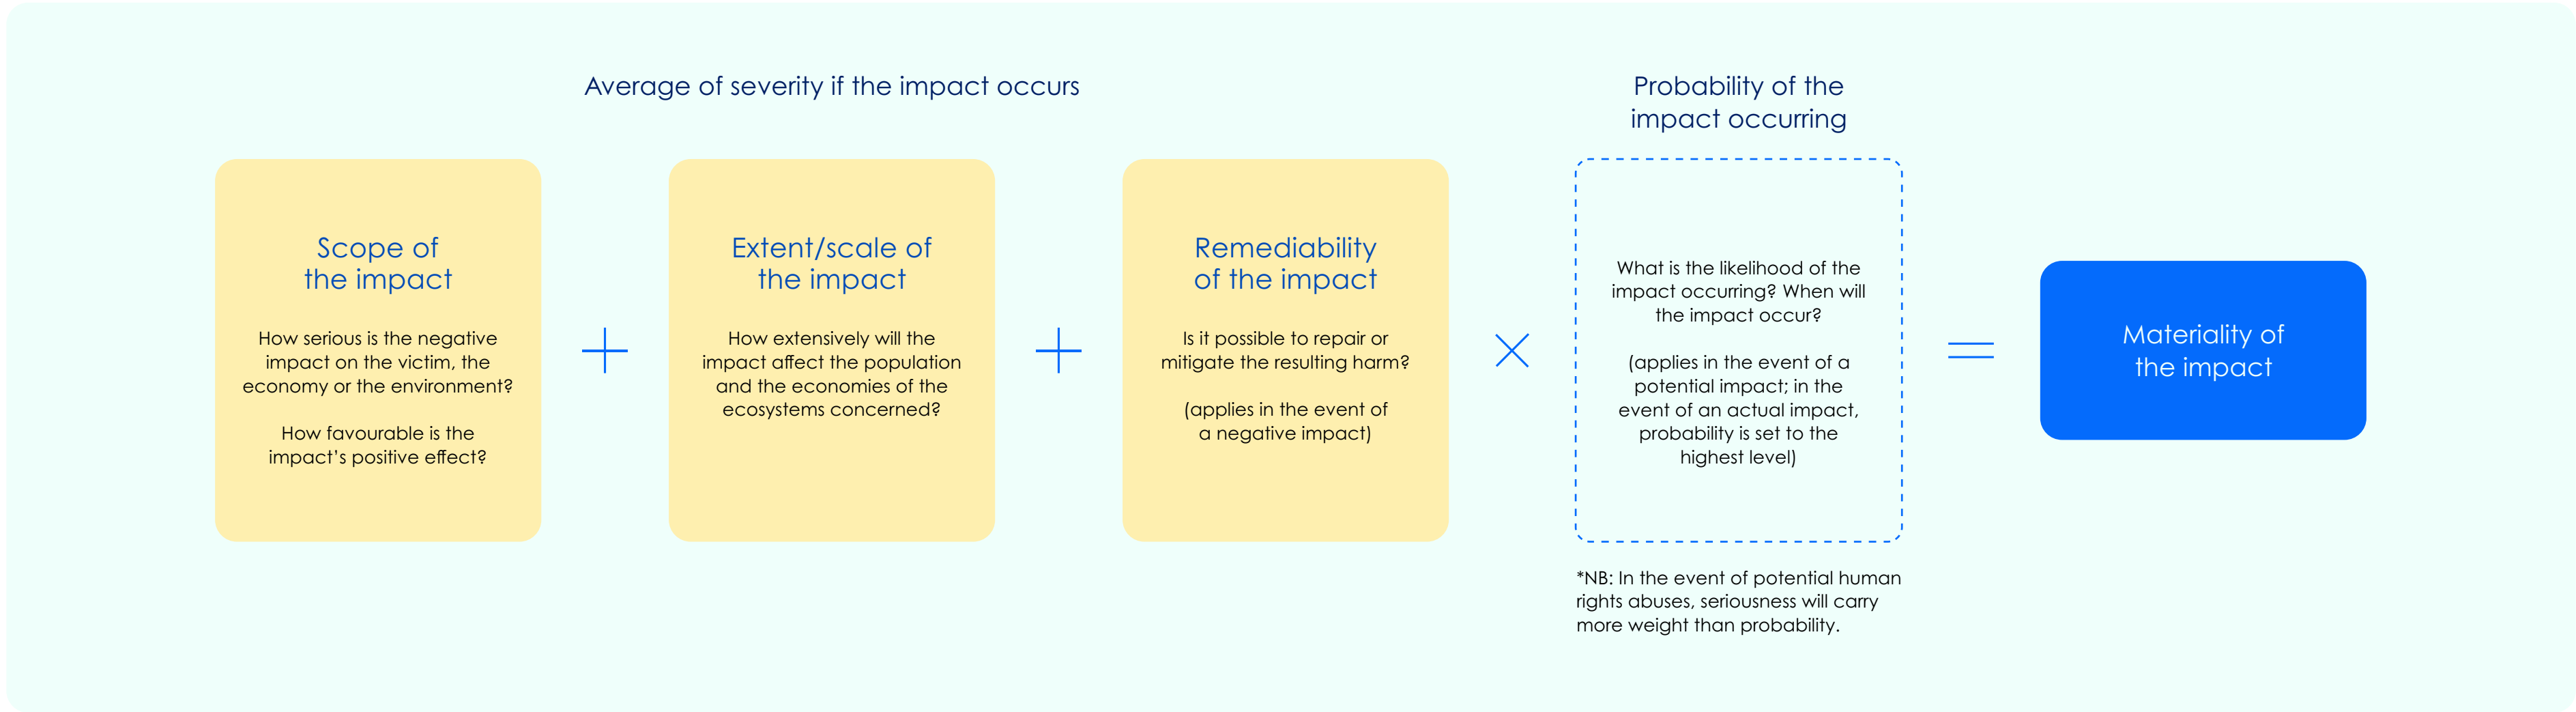 Average of severity if the impact occurs
Probability of the
impact occurring
Scope of
the impact
How serious is the negative
impact on the victim, the
economy or the environment?
How favourable is the
impact’s positive effect?
+
Extent/scale of
the impact
How extensively will the
impact affect the population
and the economies of the
ecosystems concerned?
+
Remediability
of the impact
Is it possible to repair or
mitigate the resulting harm?
(applies in the event of
a negative impact)
×
What is the likelihood of the
impact occurring? When will
the impact occur?
(applies in the event of a
potential impact; in the
event of an actual impact,
probability is set to the
highest level)
*NB: In the event of potential human
rights abuses, seriousness will carry
more weight than probability.
=
Materiality of
the impact